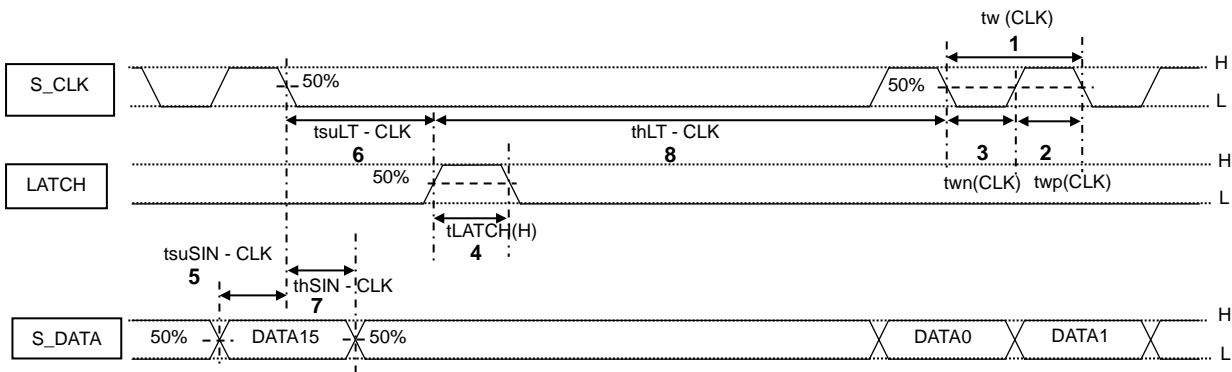 tw (CLK)
1
H
S_CLK
50%
50%
L
tsuLT - CLK
thLT - CLK
6
8
3
2
H
LATCH
50%
twn(CLK)
twp(CLK)
L
tLATCH(H)
4
tsuSIN - CLK
5
thSIN - CLK
7
H
S_DATA
50%
DATA15
50%
DATA0
DATA1
L